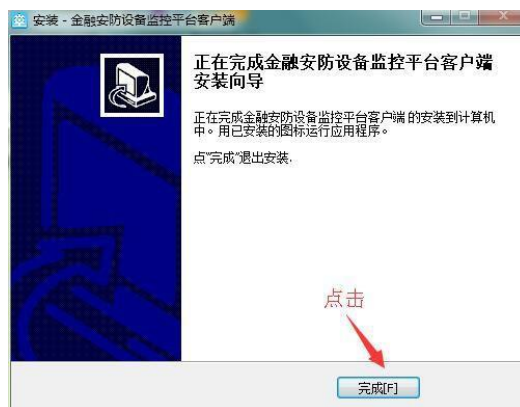 安装 - 金融安防设备监控平台客户端
正在完成金融安防设备监控平台客户端
安装向导
正在完成金融安防设备监控平台客户端 的安装到计算机
中。用已安装的图标运行应用程序。
点"完成"退出安装.
点击
完成[F]